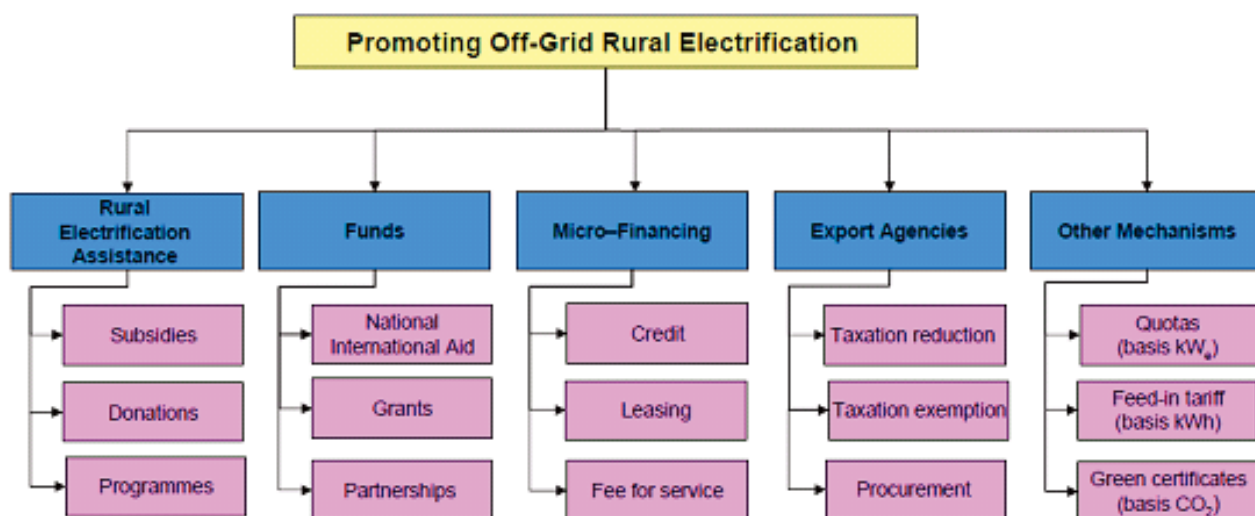 Promoting Off-Grid Rural Electrification
Rural
Electrification
Assistance
Funds
Micro–Financing
Export Agencies
Other Mechanisms
Subsidies
National
International Aid
Credit
Taxation reduction
Quotas
(basis kWₑ)
Donations
Grants
Leasing
Taxation exemption
Feed-in tariff
(basis kWh)
Programmes
Partnerships
Fee for service
Procurement
Green certificates
(basis CO₂)